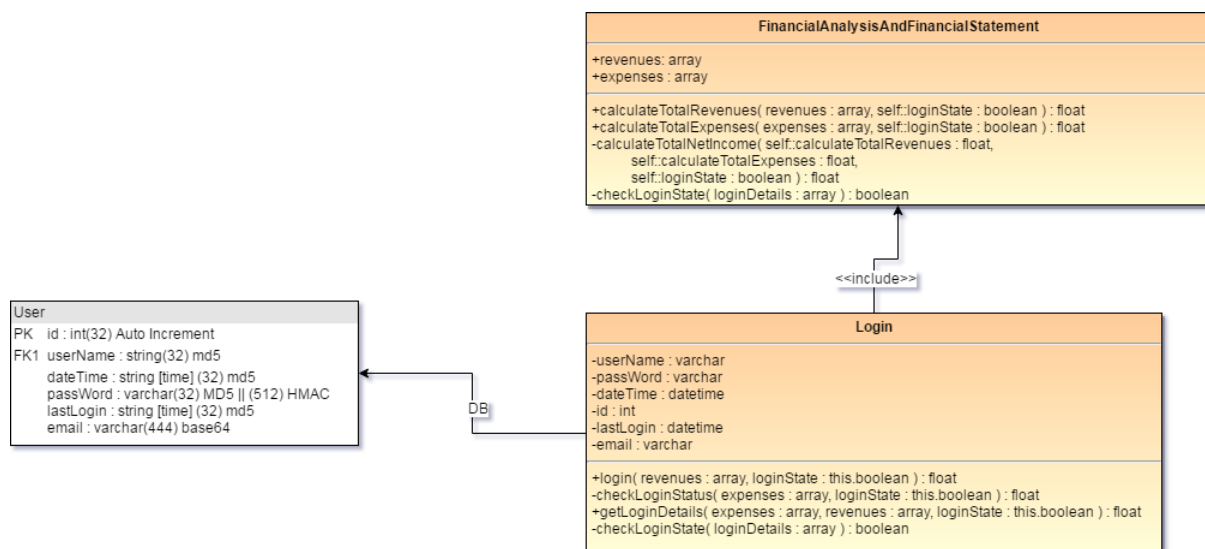 FinancialAnalysisAndFinancialStatement
+revenues: array
+expenses : array
+calculateTotalRevenues( revenues : array, self::loginState : boolean ) : float
+calculateTotalExpenses( expenses : array, self::loginState : boolean ) : float
-calculateTotalNetIncome( self::calculateTotalRevenues : float,
self::calculateTotalExpenses : float,
self::loginState : boolean ) : float
-checkLoginState( loginDetails : array ) : boolean
<<include>>
User
PK id : int(32) Auto Increment
FK1 userName : string(32) md5
dateTime : string [time] (32) md5
passWord : varchar(32) MD5 || (512) HMAC
lastLogin : string [time] (32) md5
email : varchar(444) base64
DB
Login
-userName : varchar
-passWord : varchar
-dateTime : datetime
-id : int
-lastLogin : datetime
-email : varchar
+login( revenues : array, loginState : this.boolean ) : float
-checkLoginStatus( expenses : array, loginState : this.boolean ) : float
+getLoginDetails( expenses : array, revenues : array, loginState : this.boolean ) : float
-checkLoginState( loginDetails : array ) : boolean